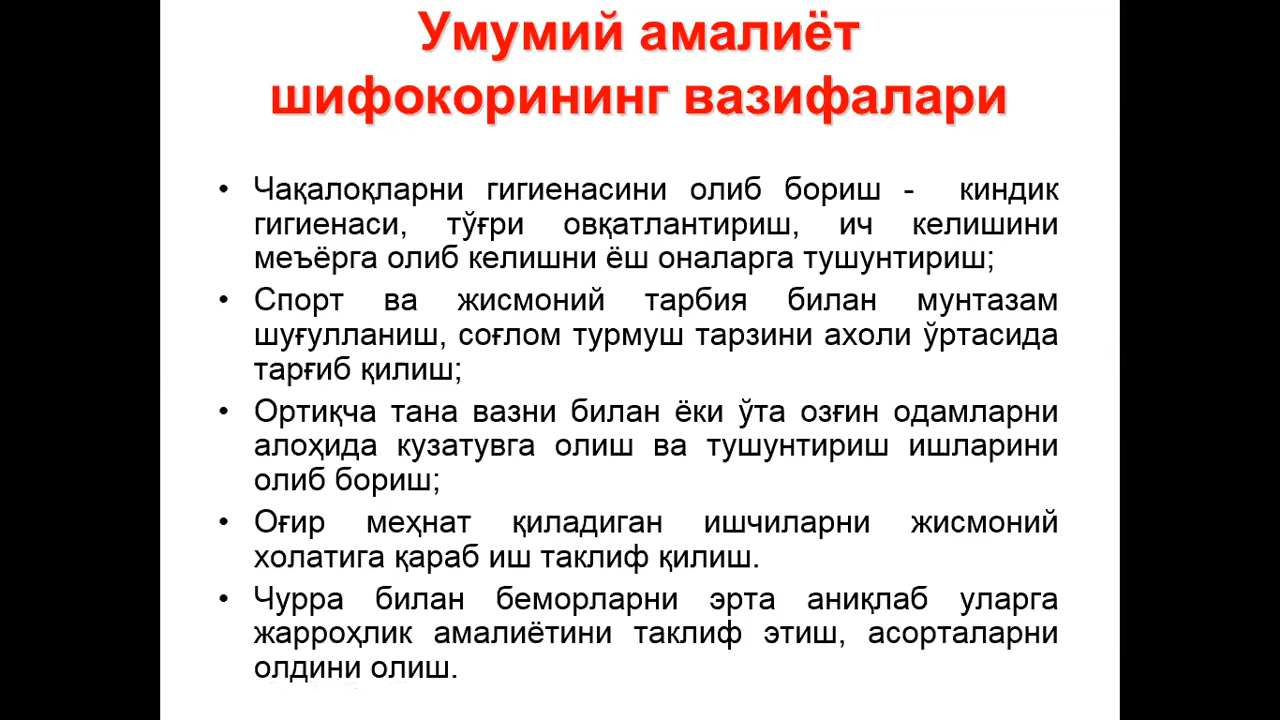 Умумий амалиёт
шифокорининг вазифалари
• Чақалоқларни гигиенасини олиб бориш - киндик
гигиенаси, тўғри овқатлантириш, ич келишини
меъёрга олиб келишни ёш оналарга тушунтириш;
• Спорт ва жисмоний тарбия билан мунтазам
шуғулланиш, соғлом турмуш тарзини ахоли ўртасида
тарғиб қилиш;
• Ортиқча тана вазни билан ёки ўта озғин одамларни
алоҳида кузатувга олиш ва тушунтириш ишларини
олиб бориш;
• Оғир меҳнат қиладиган ишчиларни жисмоний
холатига қараб иш таклиф қилиш.
• Чурра билан беморларни эрта аниқлаб уларга
жарроҳлик амалиётини таклиф этиш, асорталарни
олдини олиш.